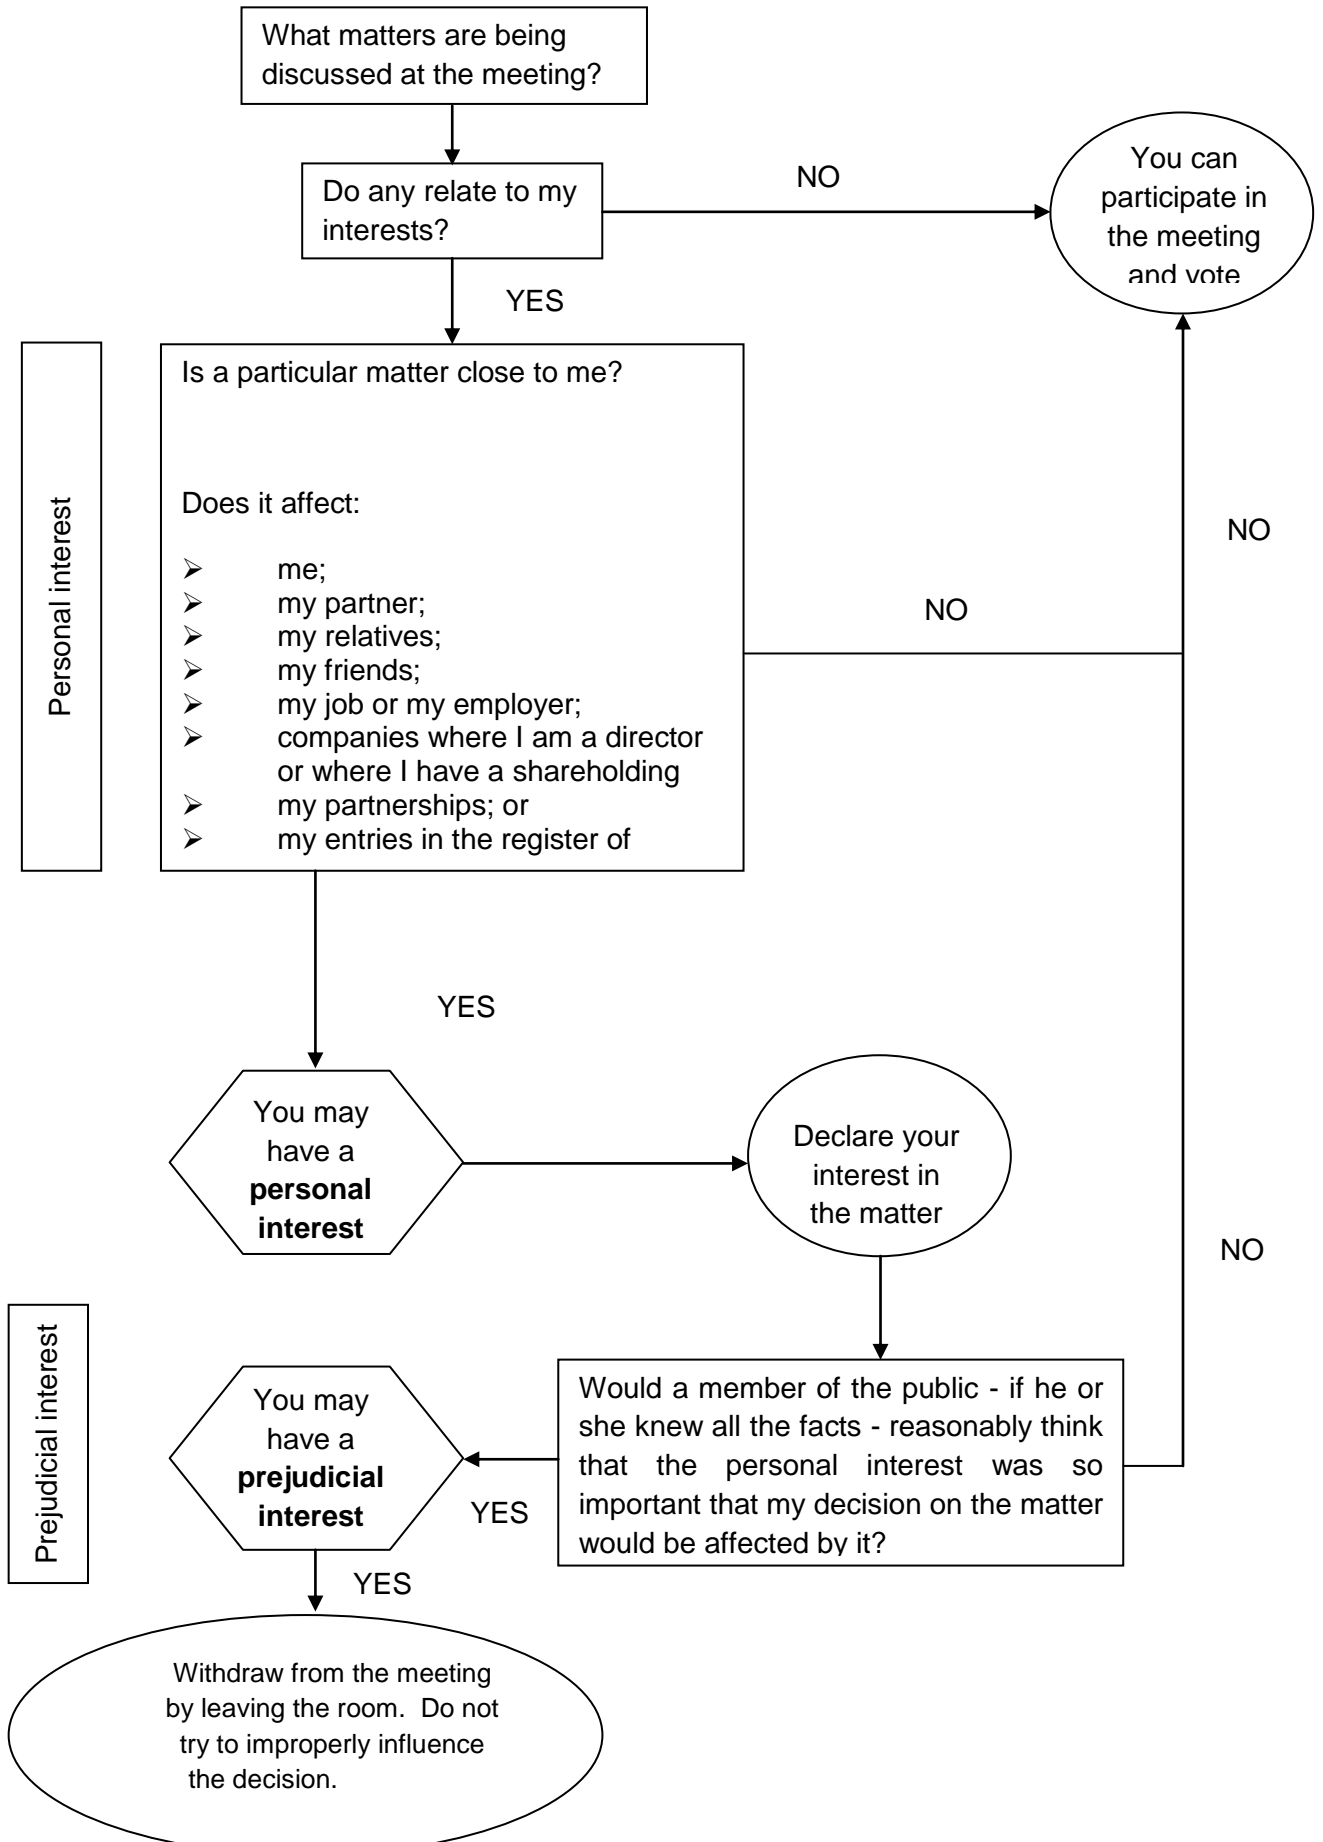 What matters are being
discussed at the meeting?
Do any relate to my
interests?
NO
You can
participate in
the meeting
and vote
YES
Personal interest
Is a particular matter close to me?
Does it affect:
➢ me;
➢ my partner;
➢ my relatives;
➢ my friends;
➢ my job or my employer;
➢ companies where I am a director
or where I have a shareholding
➢ my partnerships; or
➢ my entries in the register of
NO
NO
YES
You may
have a
personal
interest
Declare your
interest in
the matter
NO
Prejudicial interest
You may
have a
prejudicial
interest
YES
Would a member of the public - if he or
she knew all the facts - reasonably think
that the personal interest was so
important that my decision on the matter
would be affected by it?
YES
Withdraw from the meeting
by leaving the room. Do not
try to improperly influence
the decision.